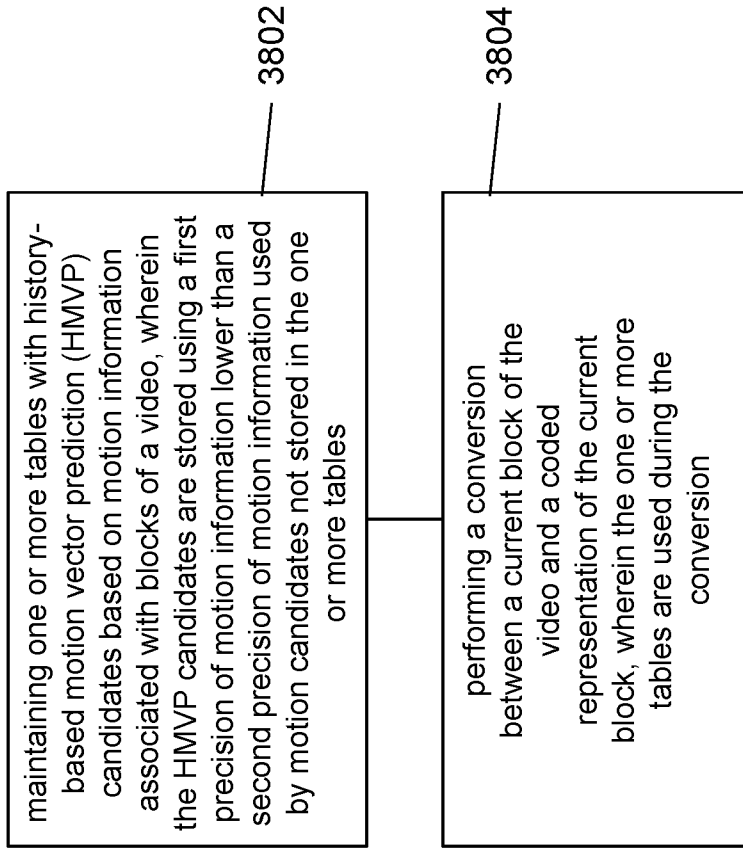 maintaining one or more tables with history-
based motion vector prediction (HMVP)
candidates based on motion information
associated with blocks of a video, wherein
the HMVP candidates are stored using a first
precision of motion information lower than a
second precision of motion information used
by motion candidates not stored in the one
or more tables
3802
performing a conversion
between a current block of the
video and a coded
representation of the current
block, wherein the one or more
tables are used during the
conversion
3804